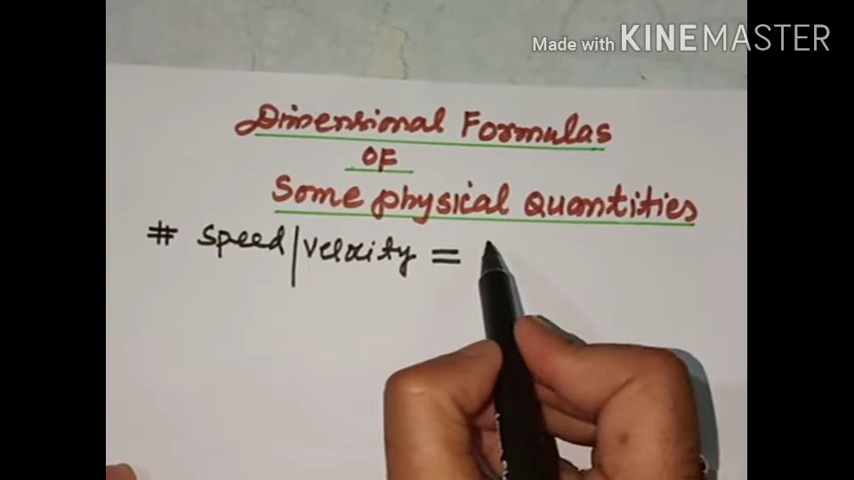 Made with KINEMASTER
Dimensional Formulas
OF
Some physical Quantities
# Speed|Velocity =